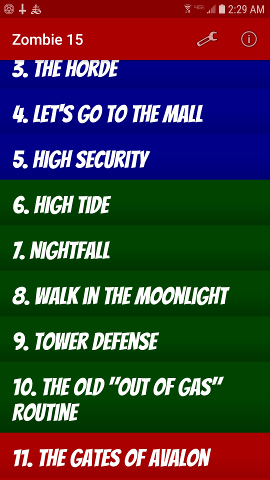 2:29 AM
Zombie 15
3. THE HORDE
4. LET'S GO TO THE MALL
5. HIGH SECURITY
6. HIGH TIDE
7. NIGHTFALL
8. WALK IN THE MOONLIGHT
9. TOWER DEFENSE
10. THE OLD "OUT OF GAS"
ROUTINE
11. THE GATES OF AVALON